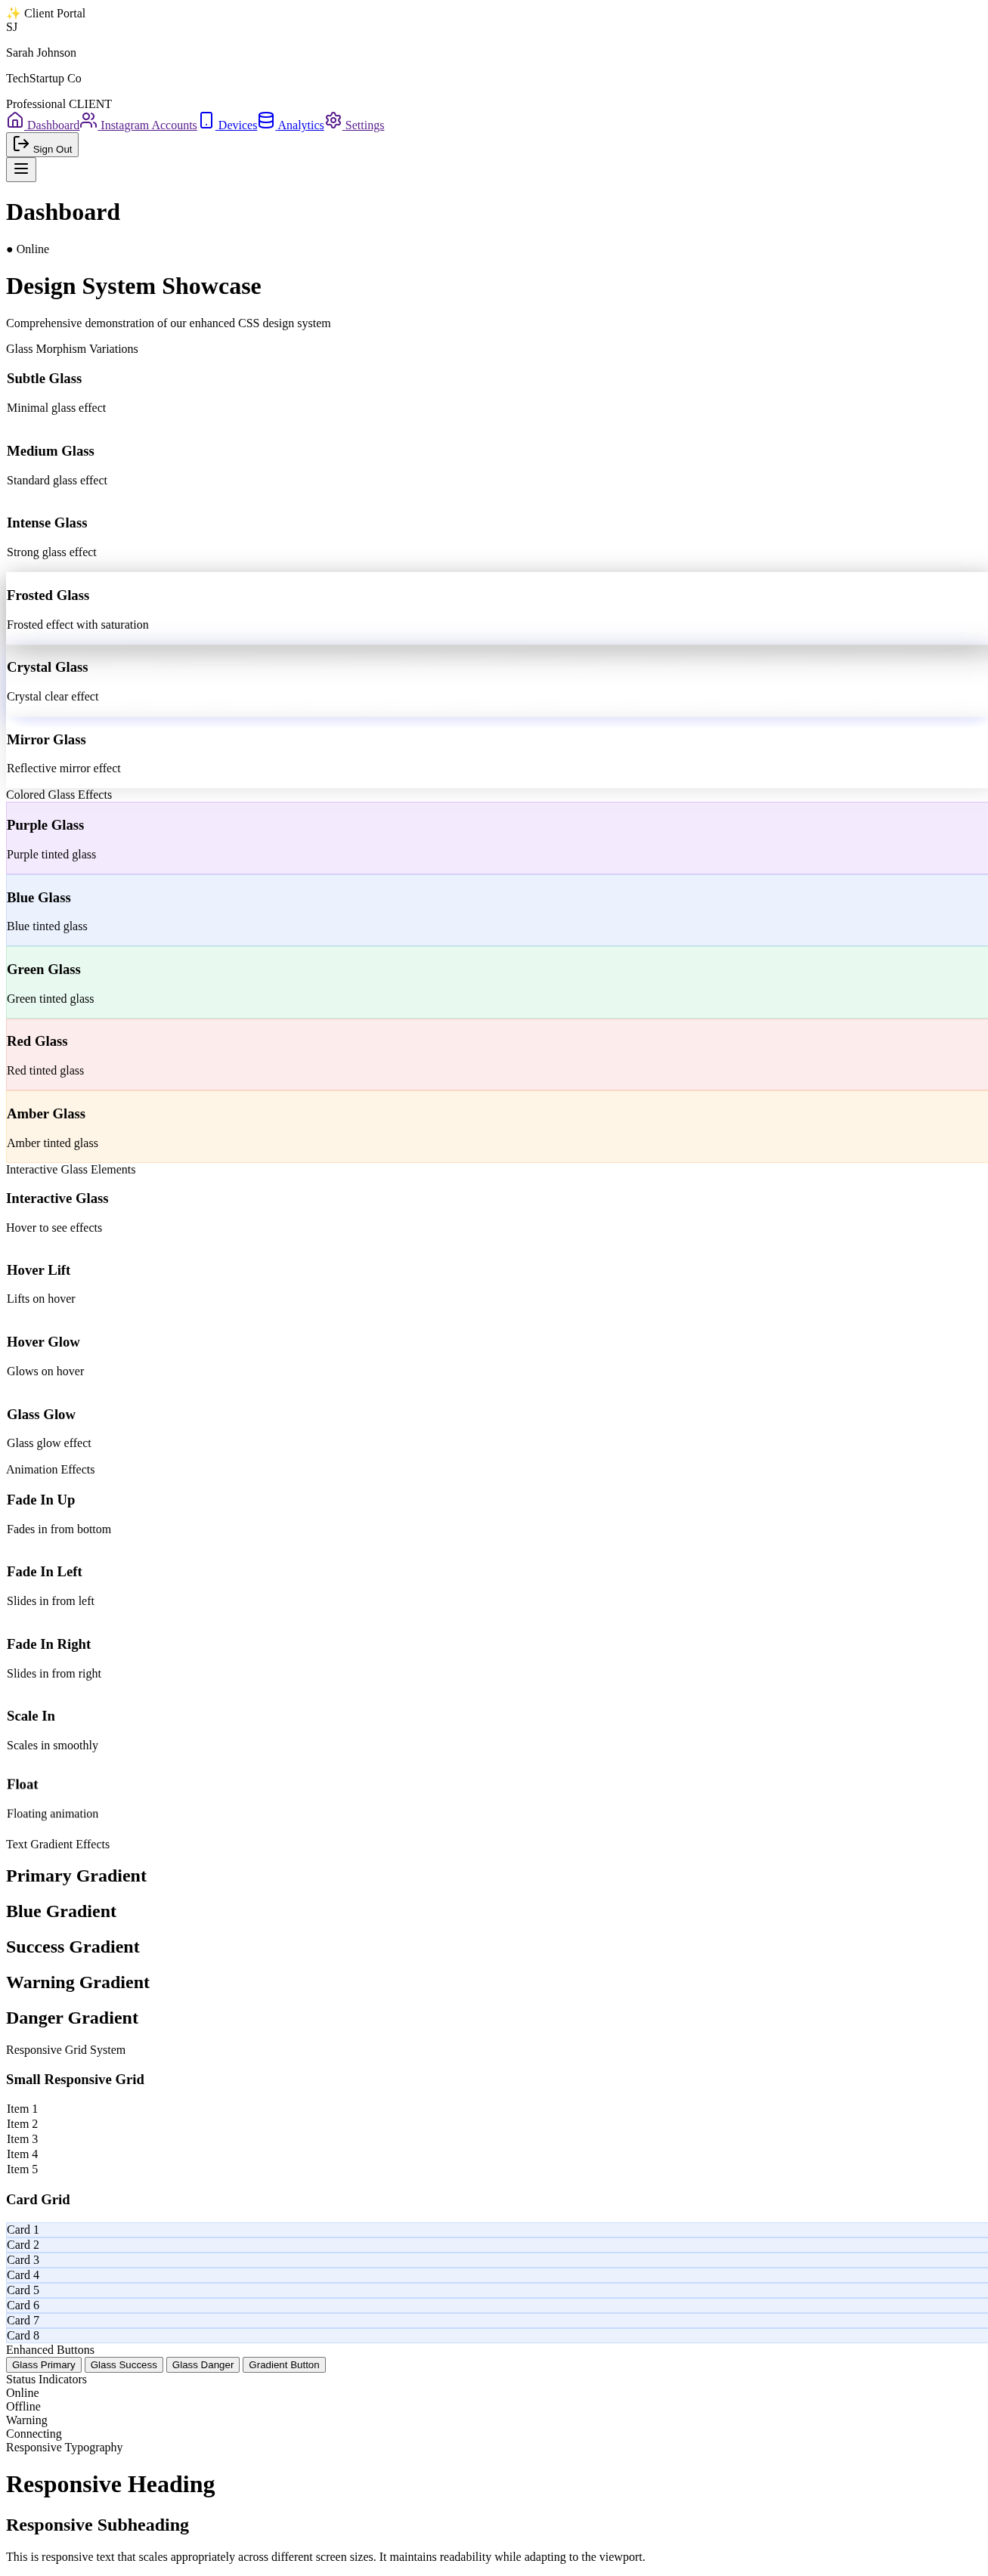 ✨ Client Portal
SJ
Sarah Johnson
TechStartup Co
Professional CLIENT
Dashboard Instagram Accounts Devices Analytics Settings
Sign Out
Dashboard
● Online
Design System Showcase
Comprehensive demonstration of our enhanced CSS design system
Glass Morphism Variations
Subtle Glass
Minimal glass effect
Medium Glass
Standard glass effect
Intense Glass
Strong glass effect
Frosted Glass
Frosted effect with saturation
Crystal Glass
Crystal clear effect
Mirror Glass
Reflective mirror effect
Colored Glass Effects
Purple Glass
Purple tinted glass
Blue Glass
Blue tinted glass
Green Glass
Green tinted glass
Red Glass
Red tinted glass
Amber Glass
Amber tinted glass
Interactive Glass Elements
Interactive Glass
Hover to see effects
Hover Lift
Lifts on hover
Hover Glow
Glows on hover
Glass Glow
Glass glow effect
Animation Effects
Fade In Up
Fades in from bottom
Fade In Left
Slides in from left
Fade In Right
Slides in from right
Scale In
Scales in smoothly
Float
Floating animation
Text Gradient Effects
Primary Gradient
Blue Gradient
Success Gradient
Warning Gradient
Danger Gradient
Responsive Grid System
Small Responsive Grid
Item 1
Item 2
Item 3
Item 4
Item 5
Card Grid
Card 1
Card 2
Card 3
Card 4
Card 5
Card 6
Card 7
Card 8
Enhanced Buttons
Glass Primary Glass Success Glass Danger Gradient Button
Status Indicators
Online
Offline
Warning
Connecting
Responsive Typography
Responsive Heading
Responsive Subheading
This is responsive text that scales appropriately across different screen sizes. It maintains readability while adapting to the viewport.